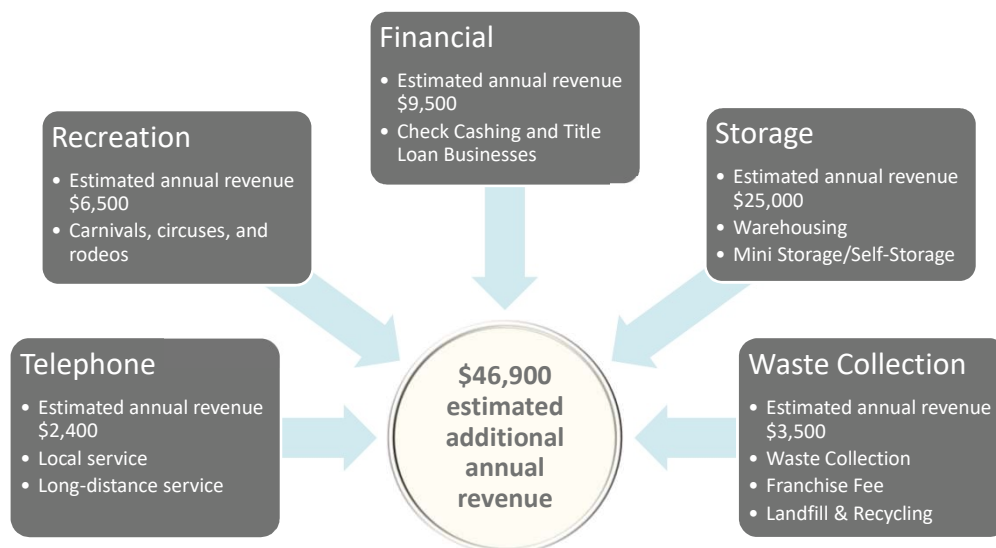 Financial
• Estimated annual revenue
$9,500
• Check Cashing and Title
Loan Businesses
Recreation
• Estimated annual revenue
$6,500
• Carnivals, circuses, and
rodeos
Storage
• Estimated annual revenue
$25,000
• Warehousing
• Mini Storage/Self-Storage
Telephone
• Estimated annual revenue
$2,400
• Local service
• Long-distance service
$46,900
estimated
additional
annual
revenue
Waste Collection
• Estimated annual revenue
$3,500
• Waste Collection
• Franchise Fee
• Landfill & Recycling